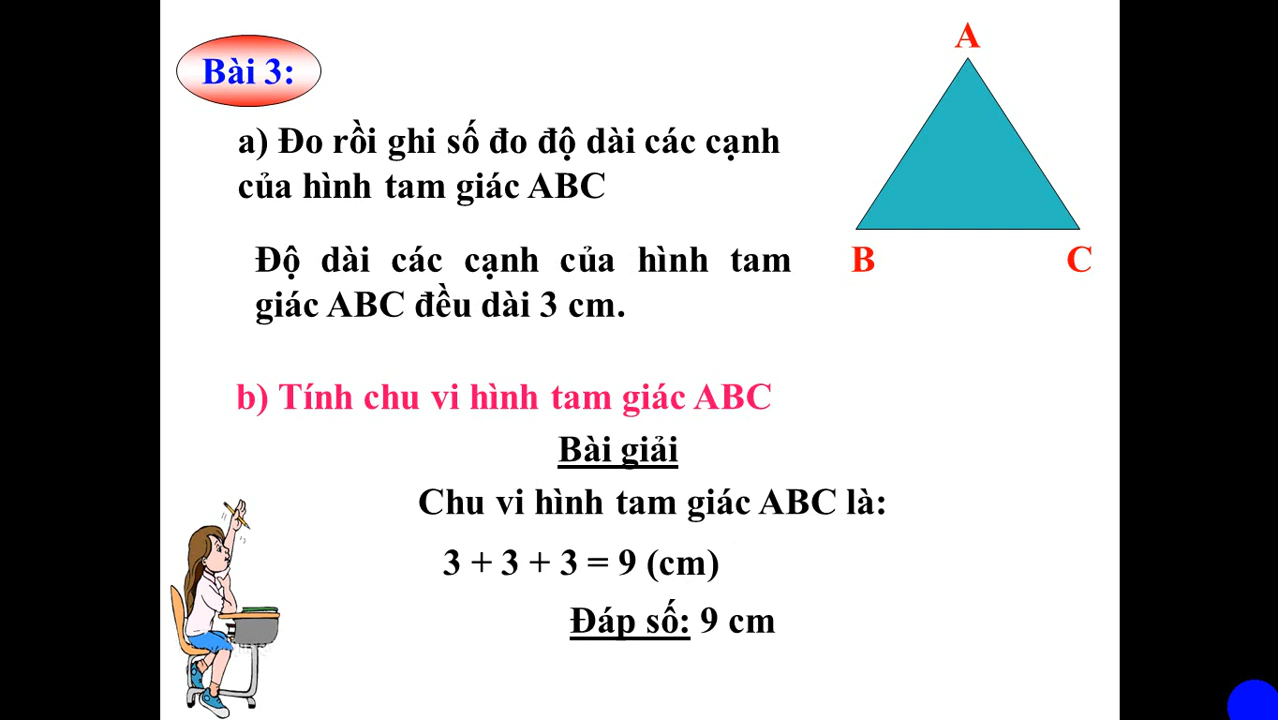 Bài 3:
A
a) Đo rồi ghi số đo độ dài các cạnh
của hình tam giác ABC
Độ dài các cạnh của hình tam
giác ABC đều dài 3 cm.
B
C
b) Tính chu vi hình tam giác ABC
Bài giải
Chu vi hình tam giác ABC là:
3 + 3 + 3 = 9 (cm)
Đáp số: 9 cm